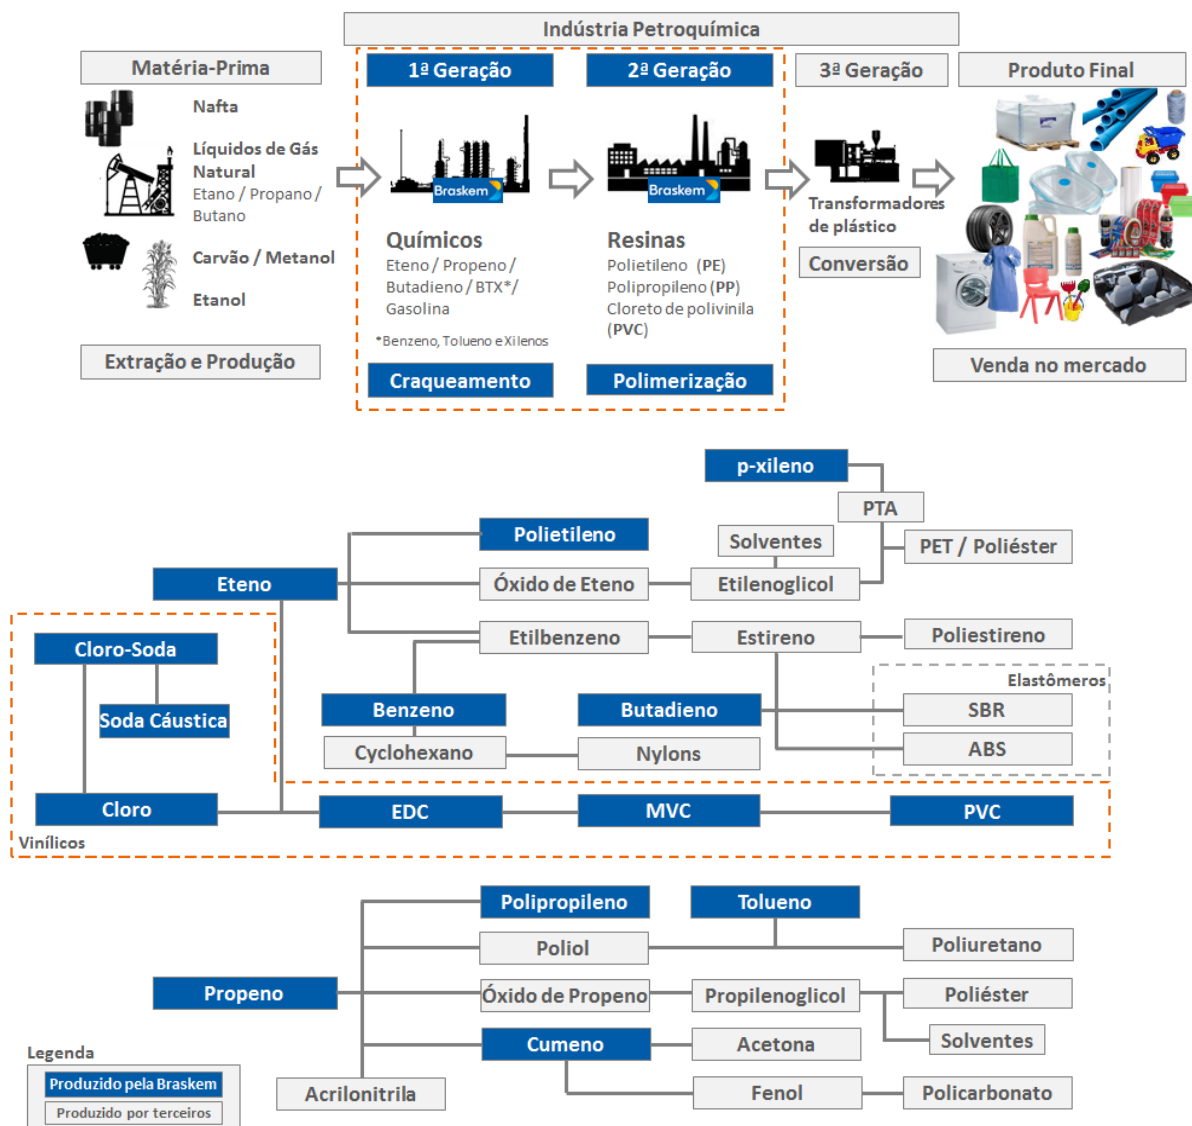 Indústria Petroquímica
Matéria-Prima
1ª Geração
2ª Geração
3ª Geração
Produto Final
Nafta
Líquidos de Gás
Natural
Etano / Propano /
Butano
Carvão / Metanol
Etanol
Extração e Produção
Braskem
Químicos
Eteno / Propeno /
Butadieno / BTX*/
Gasolina
*Benzeno, Tolueno e Xilenos
Craqueamento
Braskem
Resinas
Polietileno (PE)
Polipropileno (PP)
Cloreto de polivinila
(PVC)
Polimerização
Transformadores
de plástico
Conversão
Venda no mercado
p-xileno
PTA
Polietileno
Solventes
PET / Poliéster
Eteno
Óxido de Eteno
Etilenoglicol
Etilbenzeno
Estireno
Poliestireno
Cloro-Soda
Elastômeros
Soda Cáustica
Benzeno
Butadieno
SBR
Cyclohexano
Nylons
ABS
Cloro
EDC
MVC
PVC
Vinílicos
Polipropileno
Tolueno
Poliol
Poliuretano
Propeno
Óxido de Propeno
Propilenoglicol
Poliéster
Cumeno
Acetona
Solventes
Acrilonitrila
Fenol
Policarbonato
Legenda
Produzido pela Braskem
Produzido por terceiros